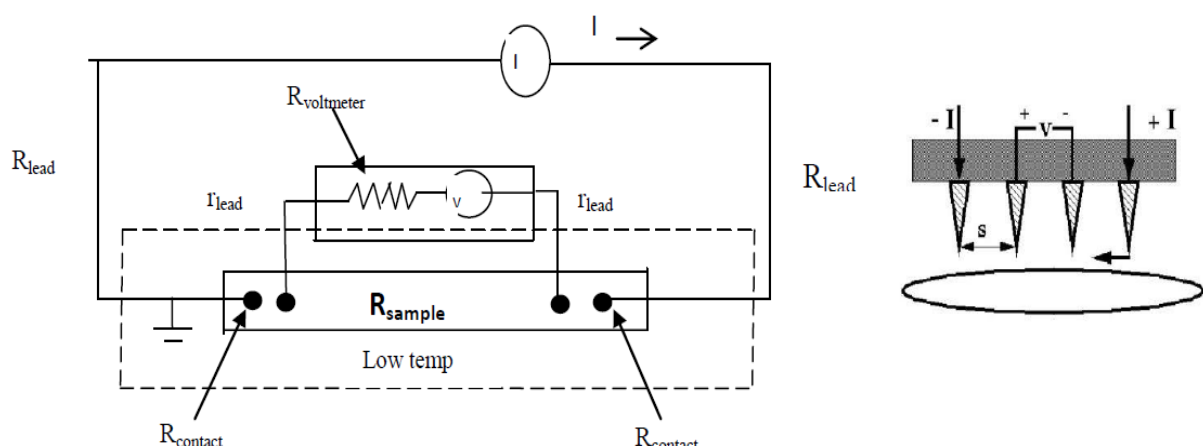 I
I
R_voltmeter
R_lead
r_lead
V
r_lead
R_lead
R_sample
Low temp
R_contact
R_contact
- I
+ V -
+ I
s